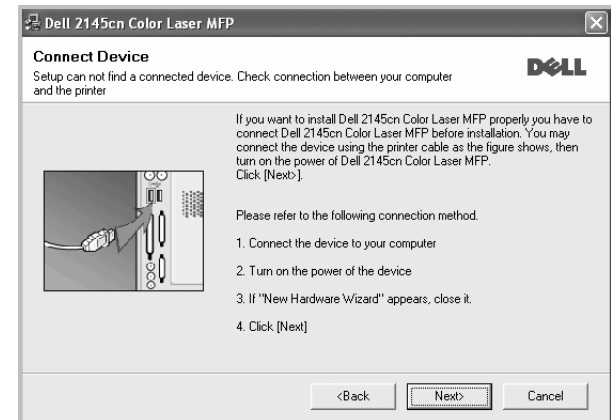 Dell 2145cn Color Laser MFP
Connect Device
Setup can not find a connected device. Check connection between your computer
and the printer
DELL
If you want to install Dell 2145cn Color Laser MFP properly you have to
connect Dell 2145cn Color Laser MFP before installation. You may
connect the device using the printer cable as the figure shows, then
turn on the power of Dell 2145cn Color Laser MFP.
Click [Next>].
Please refer to the following connection method.
1. Connect the device to your computer
2. Turn on the power of the device
3. If "New Hardware Wizard" appears, close it.
4. Click [Next]
<Back
Next>
Cancel